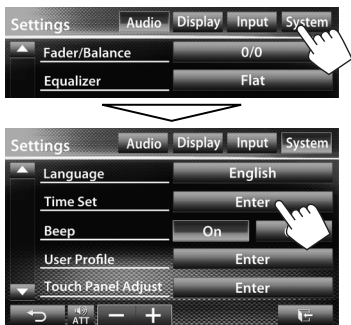 Settings Audio Display Input System
Fader/Balance 0/0
Equalizer Flat
Settings Audio Display Input System
Language English
Time Set Enter
Beep On
User Profile Enter
Touch Panel Adjust Enter
ATT